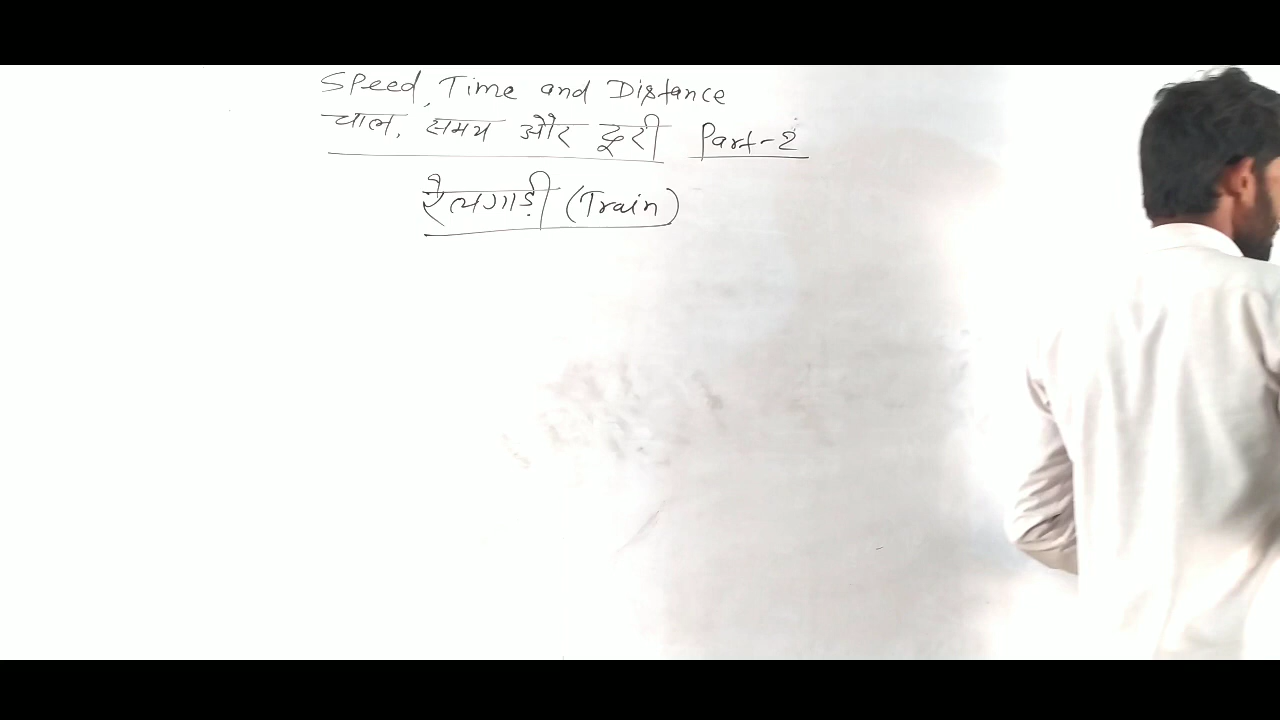 Speed, Time and Distance
चाल, समय और दूरी Part-2
रेलगाड़ी (Train)